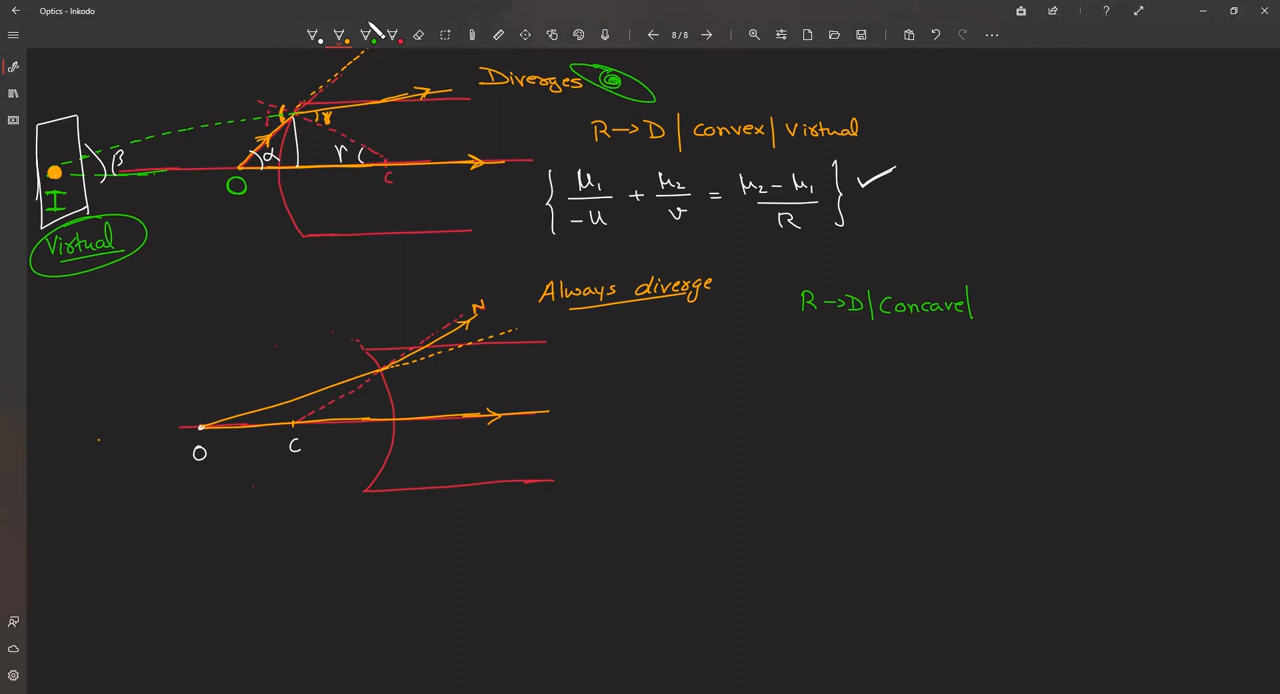 Optics - Inkodo
8/8
Diverges
R→D | convex | virtual
β
α
γ
r
c
I
O
Virtual
{ μ₁/-u + μ₂/v = (μ₂ - μ₁)/R } ✓
Always diverge
R→D | Concave |
N
O
C